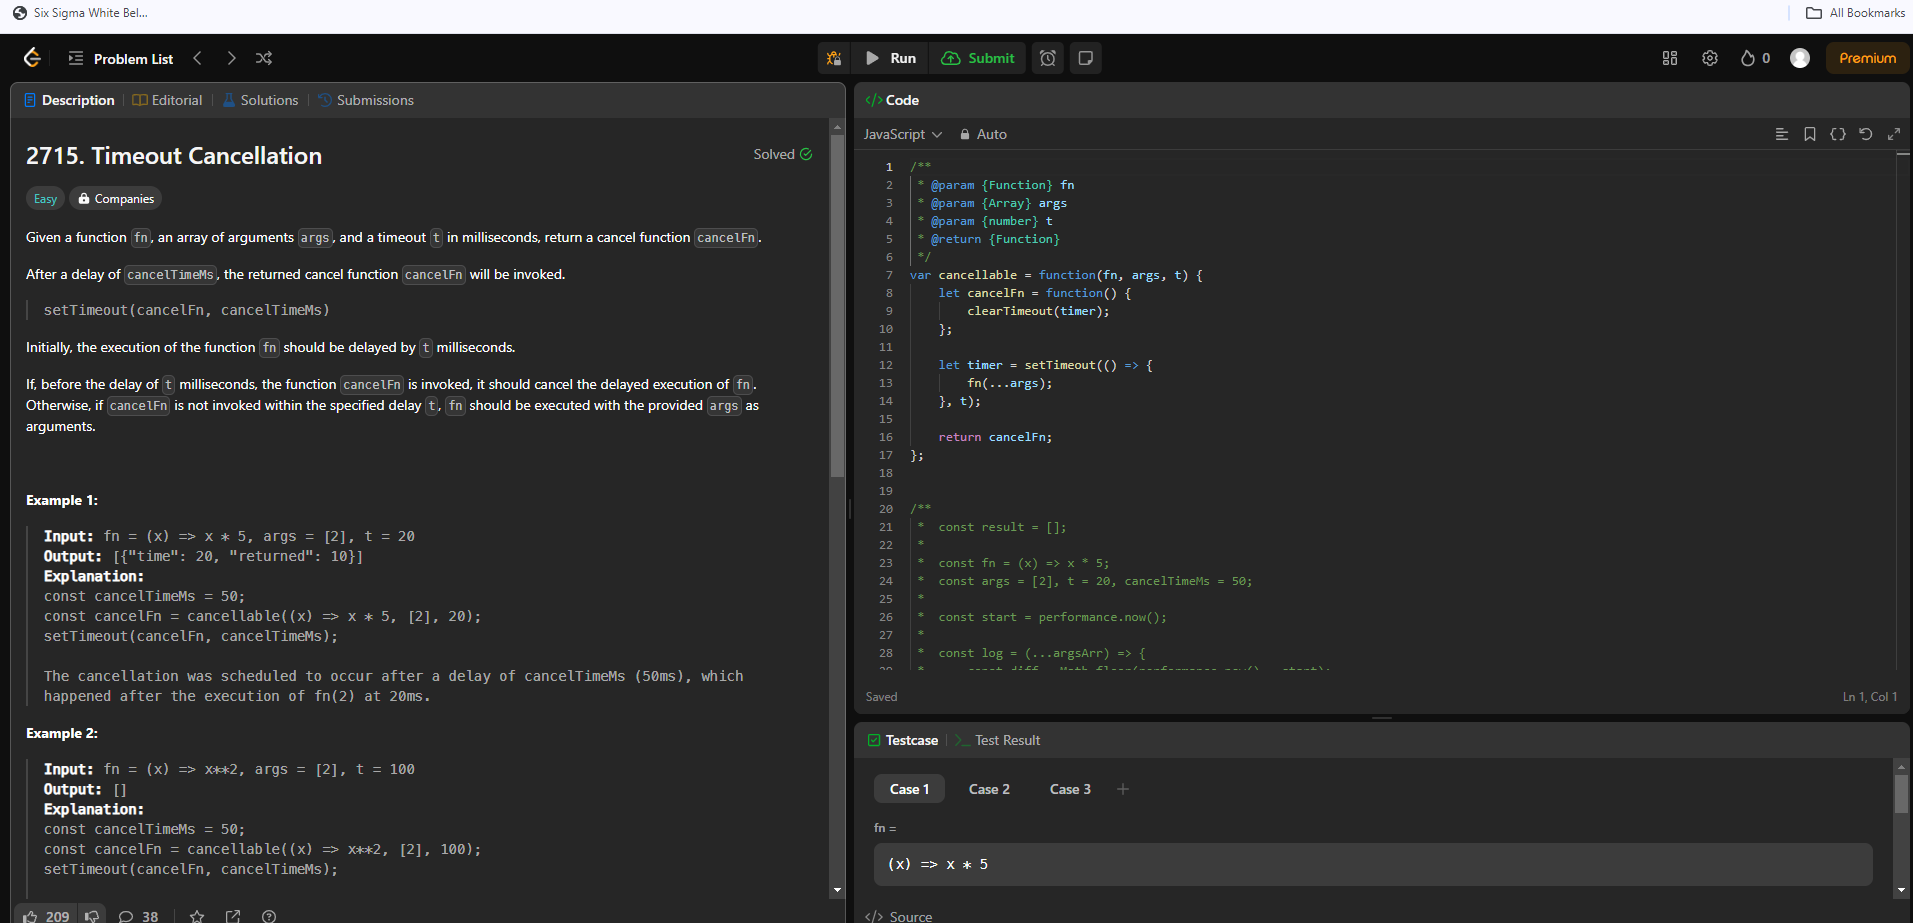 Six Sigma White Bel...
All Bookmarks
Problem List
Run
Submit
0
Premium
Description
Editorial
Solutions
Submissions
2715. Timeout Cancellation
Solved
Easy
Companies
Given a function fn, an array of arguments args, and a timeout t in milliseconds, return a cancel function cancelFn.
After a delay of cancelTimeMs, the returned cancel function cancelFn will be invoked.
setTimeout(cancelFn, cancelTimeMs)
Initially, the execution of the function fn should be delayed by t milliseconds.
If, before the delay of t milliseconds, the function cancelFn is invoked, it should cancel the delayed execution of fn.
Otherwise, if cancelFn is not invoked within the specified delay t, fn should be executed with the provided args as
arguments.
Example 1:
Input: fn = (x) => x * 5, args = [2], t = 20
Output: [{"time": 20, "returned": 10}]
Explanation:
const cancelTimeMs = 50;
const cancelFn = cancellable((x) => x * 5, [2], 20);
setTimeout(cancelFn, cancelTimeMs);
The cancellation was scheduled to occur after a delay of cancelTimeMs (50ms), which
happened after the execution of fn(2) at 20ms.
Example 2:
Input: fn = (x) => x**2, args = [2], t = 100
Output: []
Explanation:
const cancelTimeMs = 50;
const cancelFn = cancellable((x) => x**2, [2], 100);
setTimeout(cancelFn, cancelTimeMs);
209
38
</> Code
JavaScript
Auto
1 /**
2 * @param {Function} fn
3 * @param {Array} args
4 * @param {number} t
5 * @return {Function}
6 */
7 var cancellable = function(fn, args, t) {
8 let cancelFn = function() {
9 clearTimeout(timer);
10 };
11
12 let timer = setTimeout(() => {
13 fn(...args);
14 }, t);
15
16 return cancelFn;
17 };
18
19
20 /**
21 * const result = [];
22 *
23 * const fn = (x) => x * 5;
24 * const args = [2], t = 20, cancelTimeMs = 50;
25 *
26 * const start = performance.now();
27 *
28 * const log = (...argsArr) => {
29 * const diff = Math.floor(performance.now() - start);
Saved
Ln 1, Col 1
Testcase
Test Result
Case 1
Case 2
Case 3
fn =
(x) => x * 5
</> Source